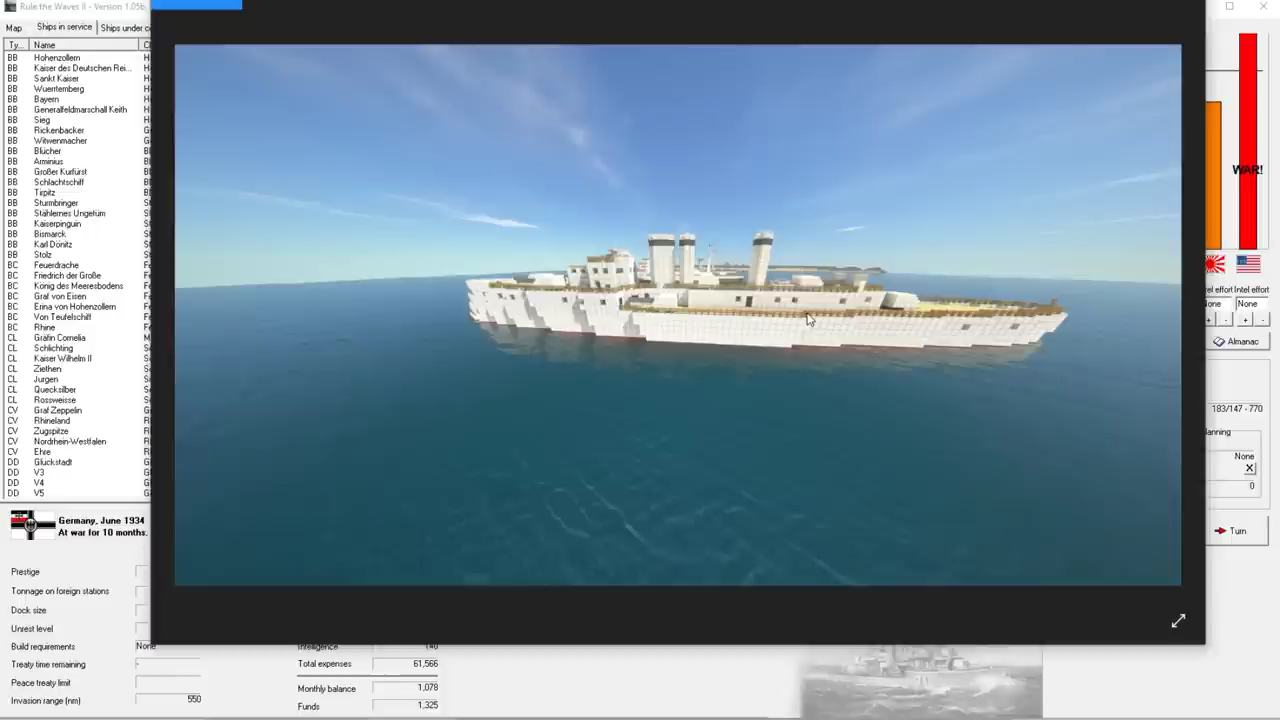 Rule the Waves II - Version 1.05b
Map
Ships in service
Ships under c
Ty...
Name
Cl
BB Hohenzollern
BB Kaiser des Deutschen Rei...
BB Sankt Kaiser
BB Wuerrtemberg
BB Bayern
BB Generalfeldmarschall Keith
BB Sieg
BB Rickenbacker
BB Witwenmacher
BB Blücher
BB Arminius
BB Großer Kurfürst
BB Schlachtschiff
BB Tirpitz
BB Sturmbringer
BB Stählernes Ungetüm
BB Kaiserpinguin
BB Bismarck
BB Karl Dönitz
BB Stolz
BC Feuerdrache
BC Friedrich der Große
BC König des Meeresbodens
BC Graf von Eisen
BC Erina von Hohenzollern
BC Von Teufelschiff
BC Rhine
CL Gräfin Cornelia
CL Schlichting
CL Kaiser Wilhelm II
CL Ziethen
CL Jurgen
CL Quecksilber
CL Rossweisse
CV Graf Zeppelin
CV Rhineland
CV Zugspitze
CV Nordrhein-Westfalen
CV Ehre
DD Glückstadt
DD V3
DD V4
DD V5
WAR!
rel effort
Intel effort
None
None
+ - + -
Almanac
183/147 - 770
lanning
None
X
0
Turn
Germany, June 1934
At war for 10 months.
Prestige
Tonnage on foreign stations
Dock size
Unrest level
Build requirements None
Treaty time remaining -
Peace treaty limit
Invasion range (nm) 550
Intelligence 140
Total expenses 61,566
Monthly balance 1,078
Funds 1,325